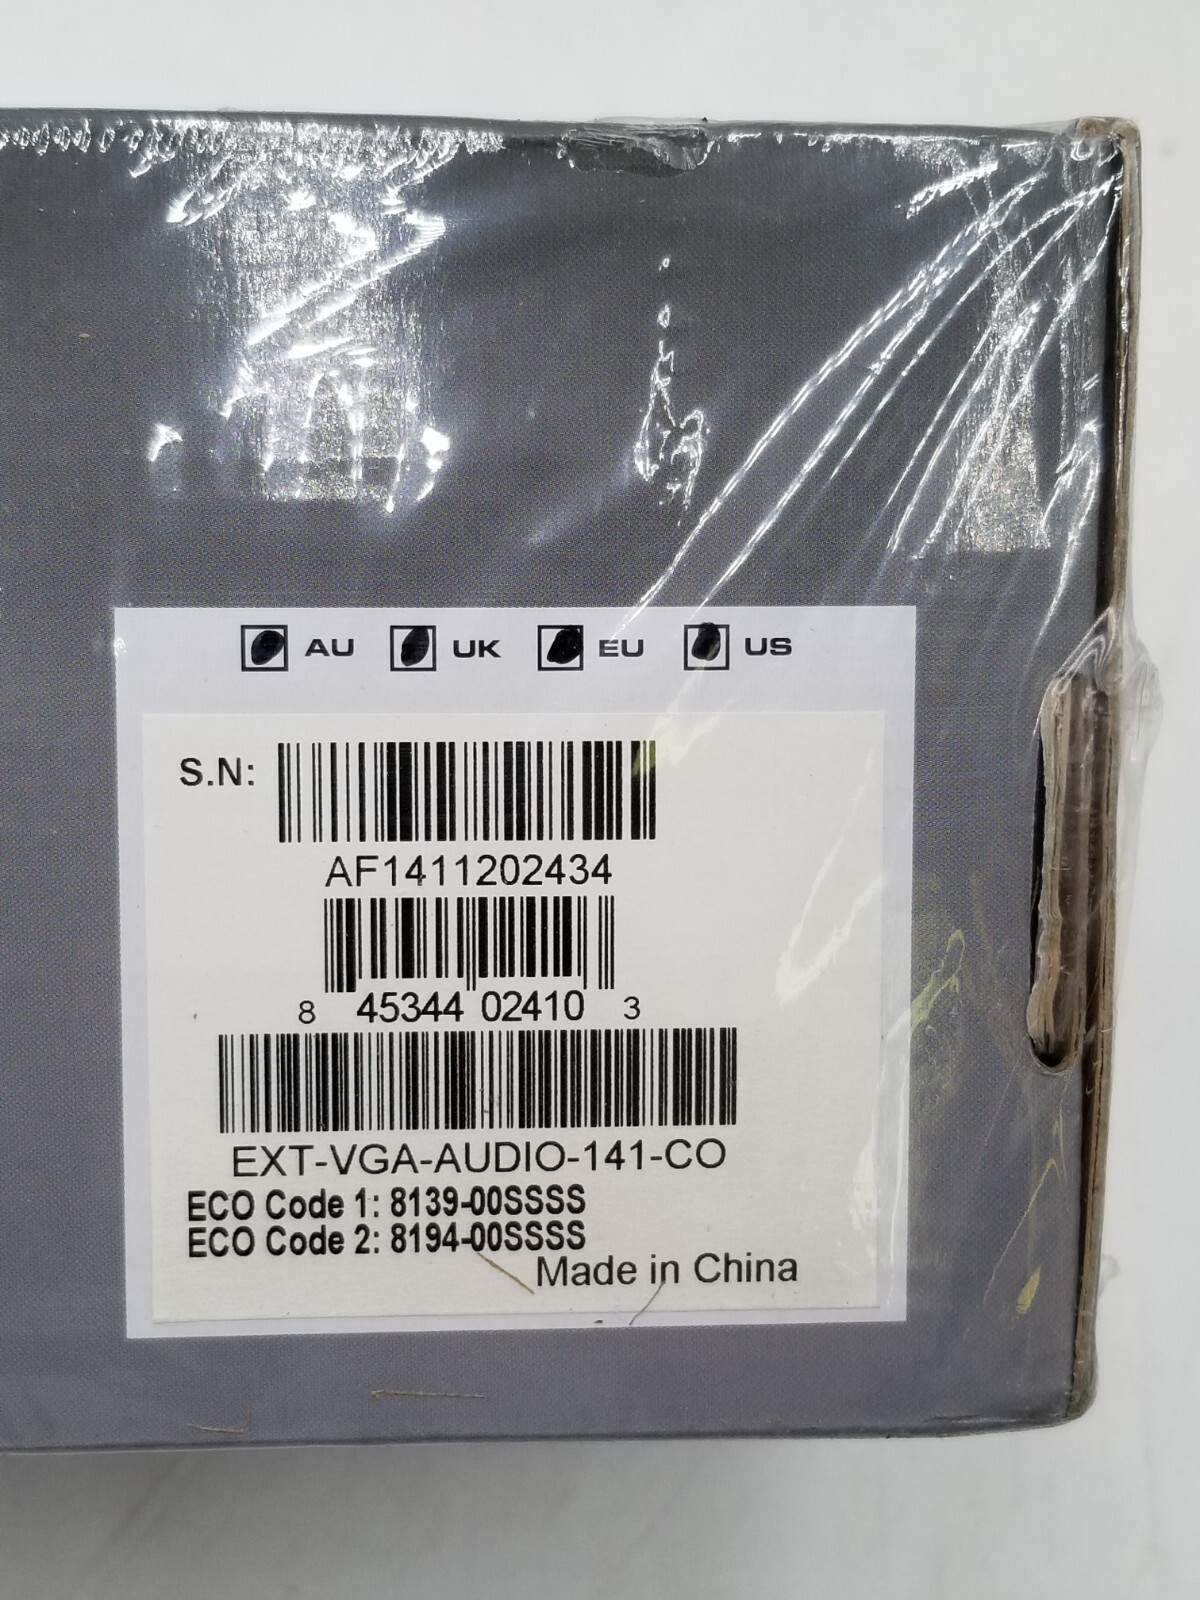 AU UK EU US
S.N:
AF1411202434
8 45344 02410 3
EXT-VGA-AUDIO-141-CO
ECO Code 1: 8139-00SSSS
ECO Code 2: 8194-00SSSS
Made in China